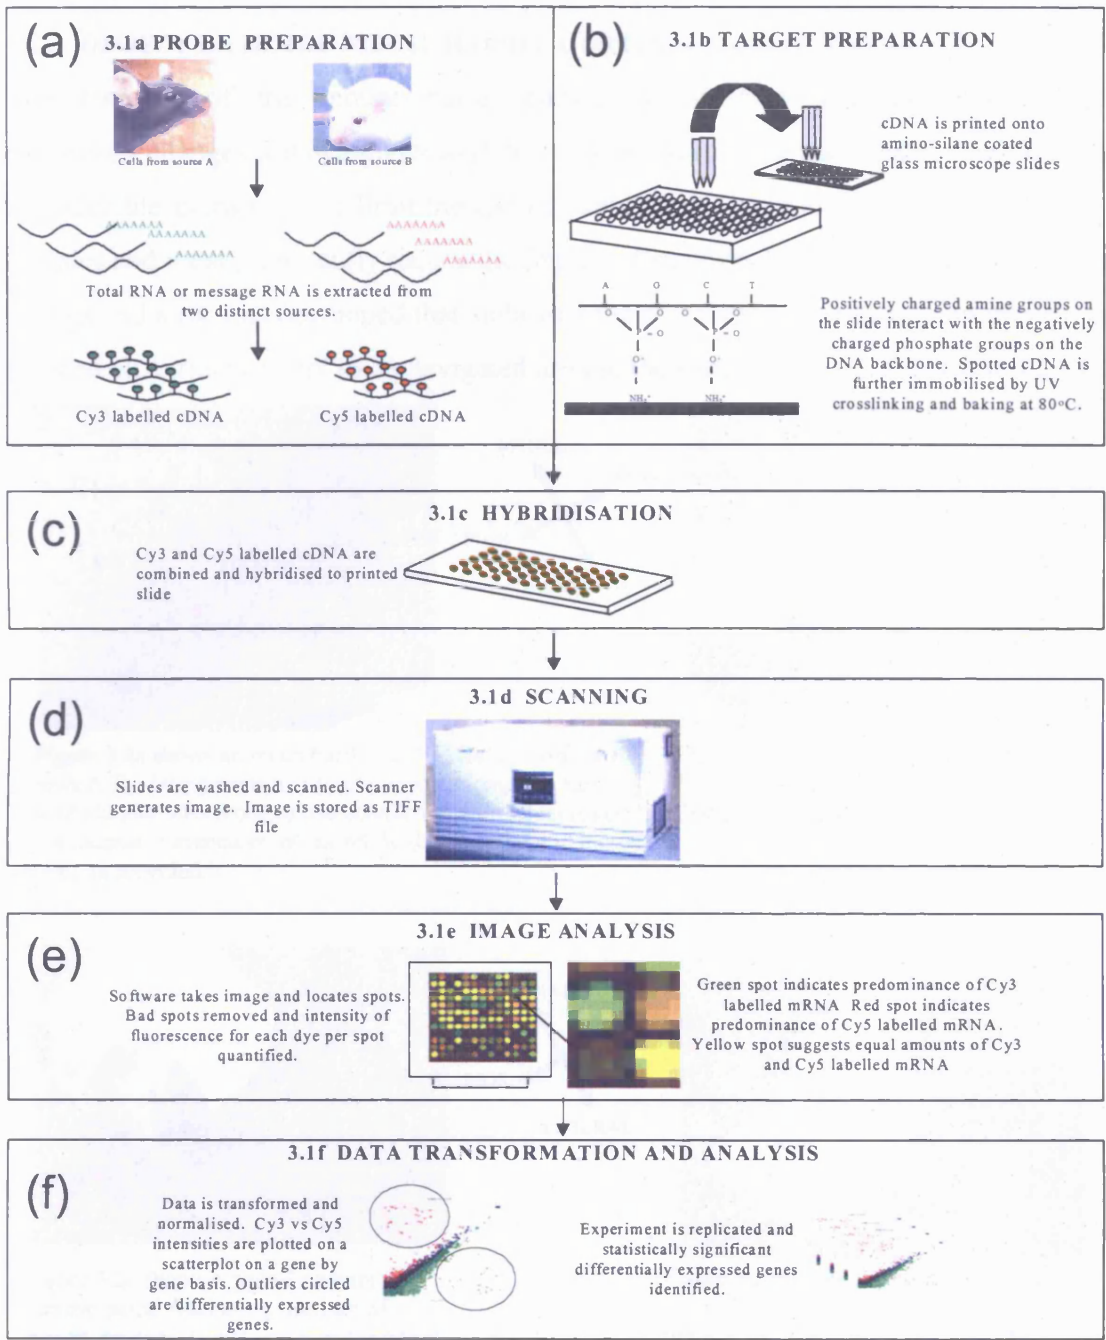 (a)
3.1a PROBE PREPARATION
Cells from source A
Cells from source B
AAAAAAA
AAAAAAA
AAAAAAA
AAAAAAA
AAAAAAA
AAAAAAA
Total RNA or message RNA is extracted from
two distinct sources.
Cy3 labelled cDNA
Cy5 labelled cDNA
(b)
3.1b TARGET PREPARATION
cDNA is printed onto
amino-silane coated
glass microscope slides
A G C T
O O O O
P = O P = O
O⁻ O⁻
NH₃⁺ NH₃⁺
Positively charged amine groups on
the slide interact with the negatively
charged phosphate groups on the
DNA backbone. Spotted cDNA is
further immobilised by UV
crosslinking and baking at 80ºC.
(c)
3.1c HYBRIDISATION
Cy3 and Cy5 labelled cDNA are
combined and hybridised to printed
slide
(d)
3.1d SCANNING
Slides are washed and scanned. Scanner
generates image. Image is stored as TIFF
file
(e)
3.1e IMAGE ANALYSIS
Software takes image and locates spots.
Bad spots removed and intensity of
fluorescence for each dye per spot
quantified.
Green spot indicates predominance of Cy3
labelled mRNA Red spot indicates
predominance of Cy5 labelled mRNA.
Yellow spot suggests equal amounts of Cy3
and Cy5 labelled mRNA
(f)
3.1f DATA TRANSFORMATION AND ANALYSIS
Data is transformed and
normalised. Cy3 vs Cy5
intensities are plotted on a
scatterplot on a gene by
gene basis. Outliers circled
are differentially expressed
genes.
Experiment is replicated and
statistically significant
differentially expressed genes
identified.